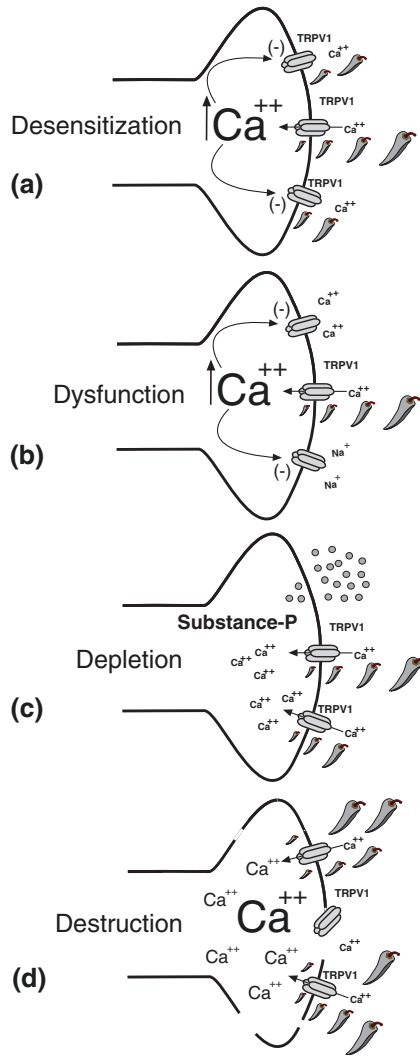 TRPV1
(-)
Ca++
TRPV1
Desensitization
Ca++
Ca++
(a)
TRPV1
(-)
Ca++
Ca++
(-)
Ca++
TRPV1
Dysfunction
Ca++
Ca++
(b)
Na+
(-)
Na+
Substance-P
TRPV1
Ca++
Ca++
Depletion
Ca++
Ca++
Ca++
Ca++
(c)
Ca++
TRPV1
Ca++
Ca++
Ca++
Ca++
TRPV1
Ca++
Destruction
Ca++
Ca++
Ca++
TRPV1
(d)
Ca++
Ca++